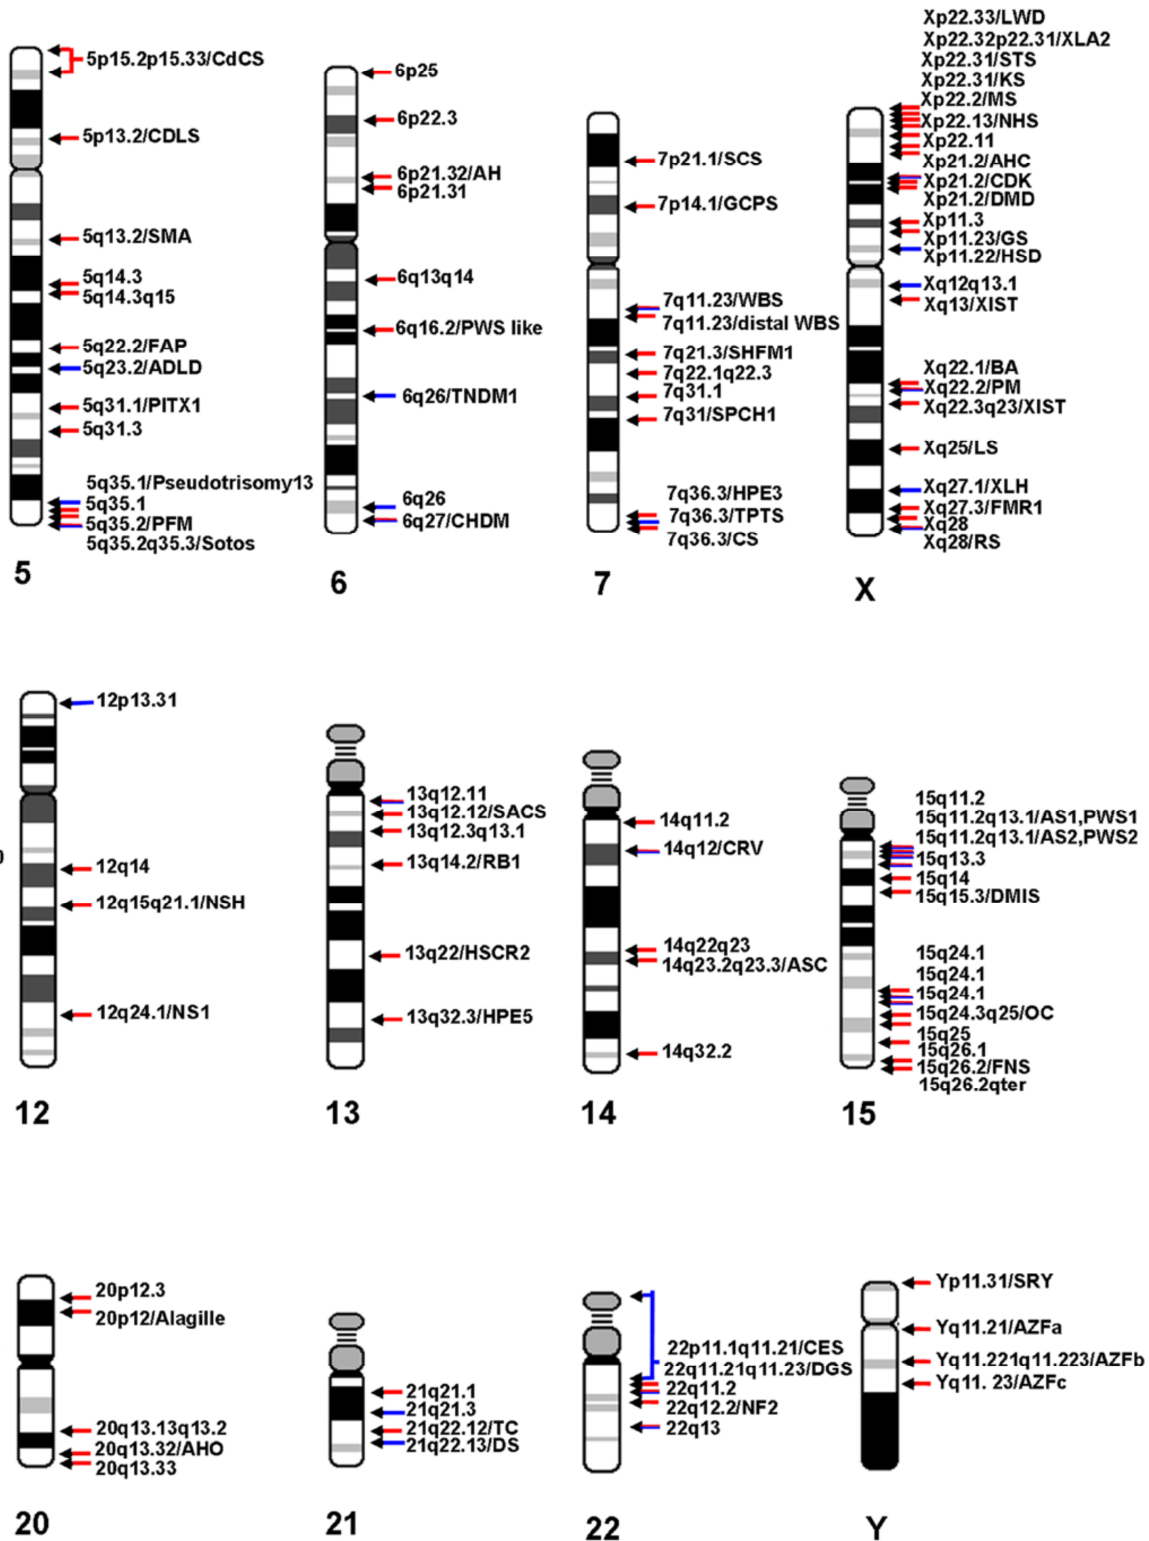 5p15.2p15.33/CdCS
5p13.2/CDLS
5q13.2/SMA
5q14.3
5q14.3q15
5q22.2/FAP
5q23.2/ADLD
5q31.1/PITX1
5q31.3
5q35.1/Pseudotrisomy13
5q35.1
5q35.2/PFM
5q35.2q35.3/Sotos
5
6p25
6p22.3
6p21.32/AH
6p21.31
6q13q14
6q16.2/PWS like
6q26/TNDM1
6q26
6q27/CHDM
6
7p21.1/SCS
7p14.1/GCPS
7q11.23/WBS
7q11.23/distal WBS
7q21.3/SHFM1
7q22.1q22.3
7q31.1
7q31/SPCH1
7q36.3/HPE3
7q36.3/TPTS
7q36.3/CS
7
Xp22.33/LWD
Xp22.32p22.31/XLA2
Xp22.31/STS
Xp22.31/KS
Xp22.2/MS
Xp22.13/NHS
Xp22.11
Xp21.2/AHC
Xp21.2/CDK
Xp21.2/DMD
Xp11.3
Xp11.23/GS
Xp11.22/HSD
Xq12q13.1
Xq13/XIST
Xq22.1/BA
Xq22.2/PM
Xq22.3q23/XIST
Xq25/LS
Xq27.1/XLH
Xq27.3/FMR1
Xq28
Xq28/RS
X
12p13.31
12q14
12q15q21.1/NSH
12q24.1/NS1
12
13q12.11
13q12.12/SACS
13q12.3q13.1
13q14.2/RB1
13q22/HSCR2
13q32.3/HPE5
13
14q11.2
14q12/CRV
14q22q23
14q23.2q23.3/ASC
14q32.2
14
15q11.2
15q11.2q13.1/AS1,PWS1
15q11.2q13.1/AS2,PWS2
15q13.3
15q14
15q15.3/DMIS
15q24.1
15q24.1
15q24.1
15q24.3q25/OC
15q25
15q26.1
15q26.2/FNS
15q26.2qter
15
20p12.3
20p12/Alagille
20q13.13q13.2
20q13.32/AHO
20q13.33
20
21q21.1
21q21.3
21q22.12/TC
21q22.13/DS
21
22p11.1q11.21/CES
22q11.21q11.23/DGS
22q11.2
22q12.2/NF2
22q13
22
Yp11.31/SRY
Yq11.21/AZFa
Yq11.221q11.223/AZFb
Yq11. 23/AZFc
Y